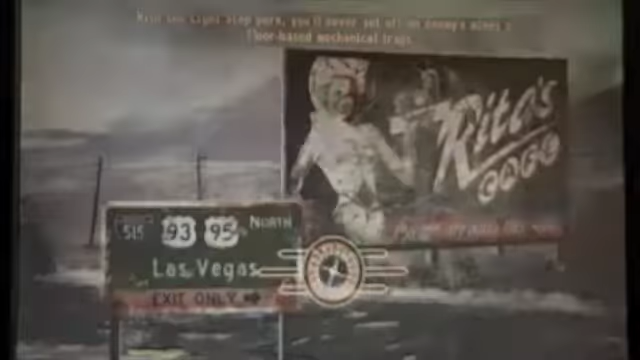 With the Light Step perk, you'll never set off an enemy's mines or
floor-based mechanical traps.
Rita's
CAFE
515 93 95 NORTH
Las Vegas
EXIT ONLY